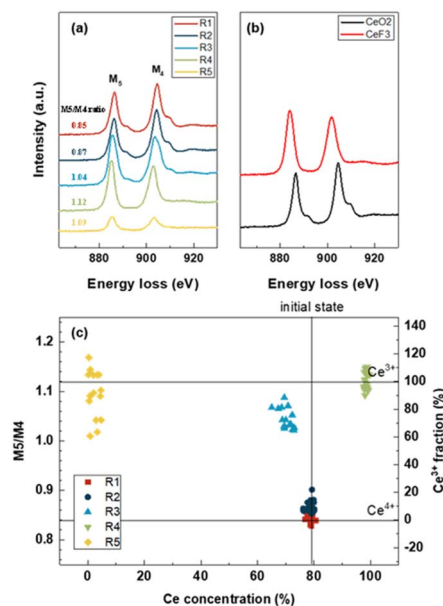 (a)
R1
R2
R3
R4
R5
M5
M4
M5/M4 ratio
0.85
0.87
1.04
1.12
1.09
Intensity (a.u.)
880
900
920
Energy loss (eV)
(b)
CeO2
CeF3
880
900
920
Energy loss (eV)
initial state
(c)
Ce3+
Ce4+
R1
R2
R3
R4
R5
M5/M4
1.2
1.1
1.0
0.9
0.8
Ce3+ fraction (%)
120
100
80
60
40
20
0
-20
0
20
40
60
80
100
Ce concentration (%)